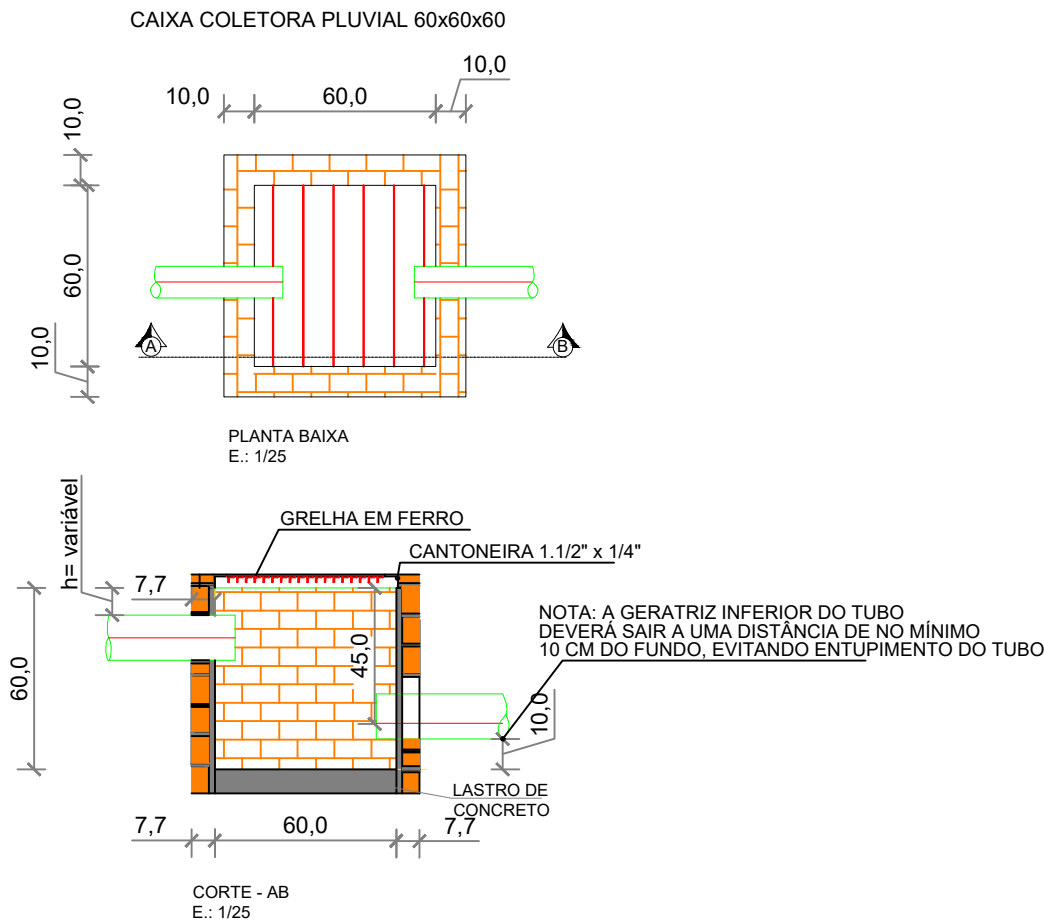 CAIXA COLETORA PLUVIAL 60x60x60
10,0
10,0
60,0
10,0
60,0
10,0
A
B
PLANTA BAIXA
E.: 1/25
h= variável
GRELHA EM FERRO
CANTONEIRA 1.1/2" x 1/4"
7,7
NOTA: A GERATRIZ INFERIOR DO TUBO
DEVERÁ SAIR A UMA DISTÂNCIA DE NO MÍNIMO
10 CM DO FUNDO, EVITANDO ENTUPIMENTO DO TUBO
60,0
45,0
10,0
LASTRO DE
CONCRETO
7,7
60,0
7,7
CORTE - AB
E.: 1/25